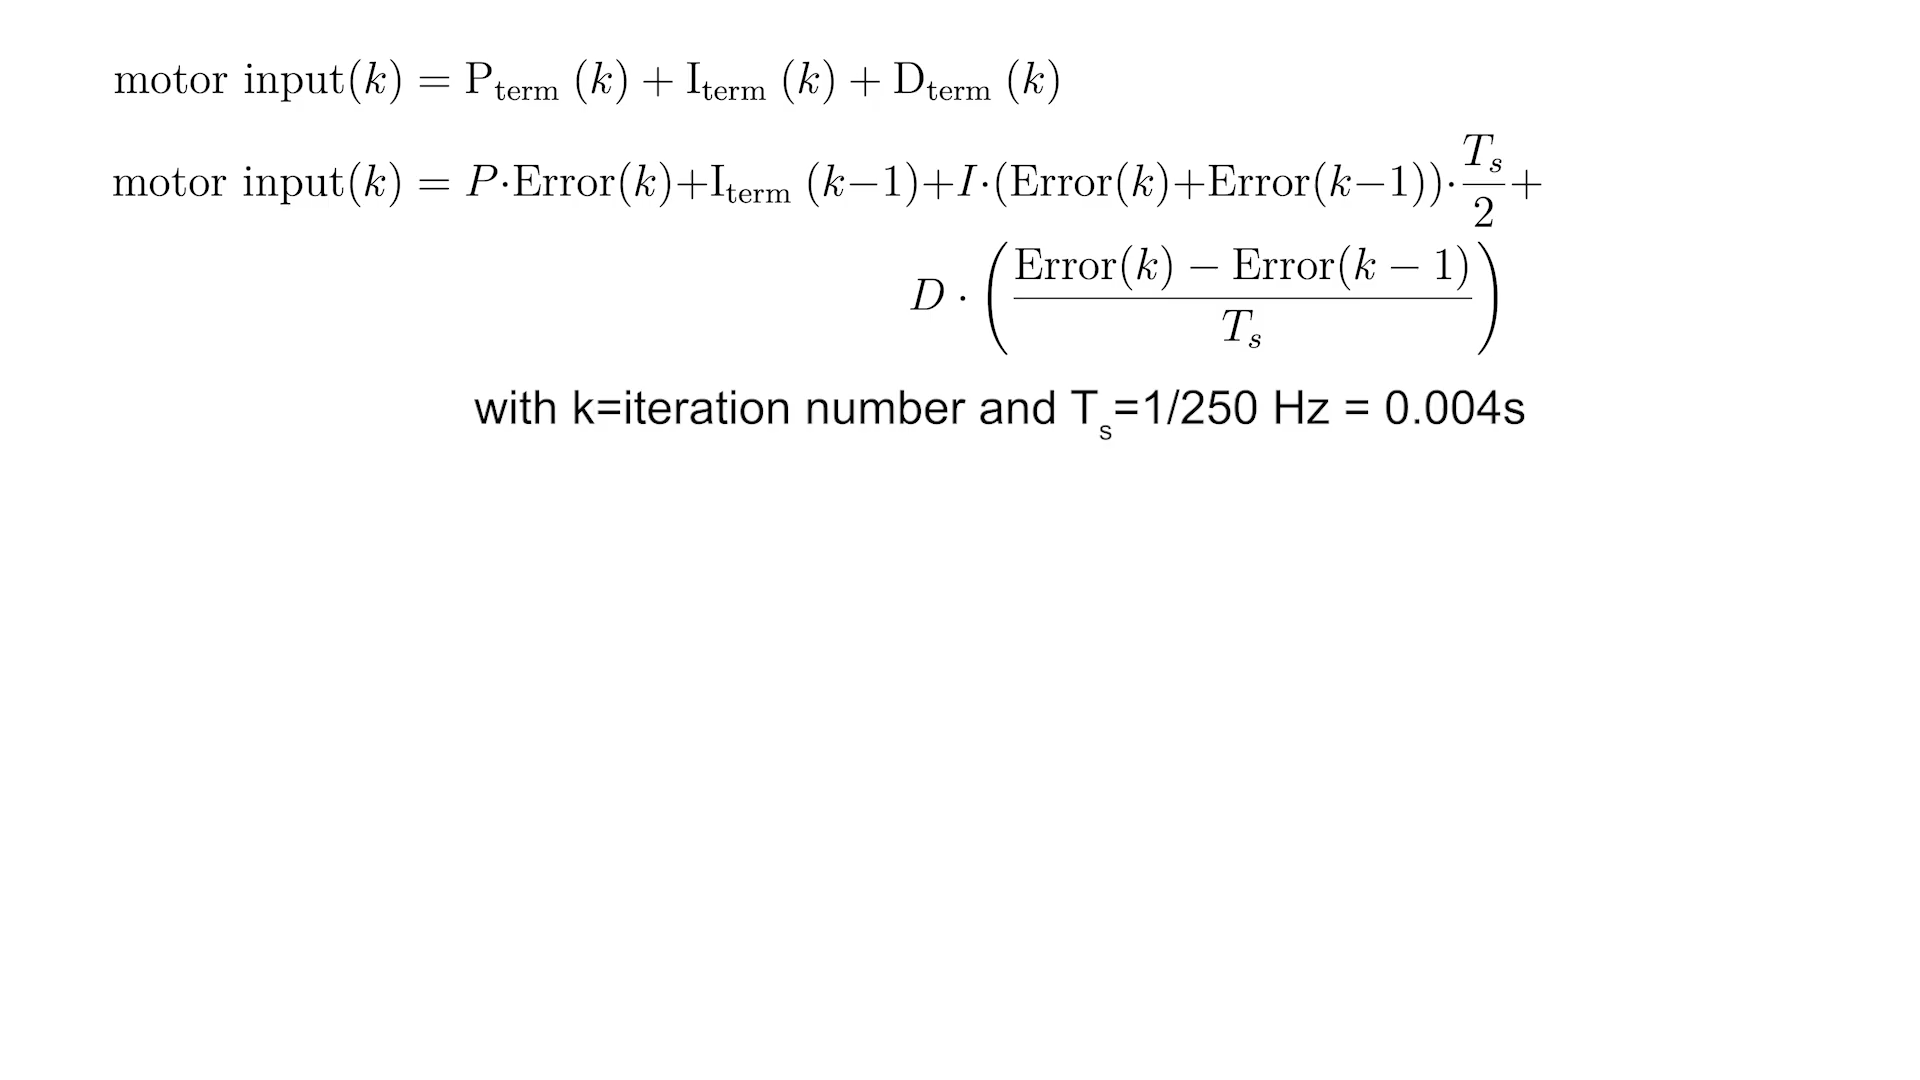 motor input(k) = P_term (k) + I_term (k) + D_term (k)
motor input(k) = P·Error(k)+I_term (k−1)+I·(Error(k)+Error(k−1))·T_s/2+
D · ((Error(k) − Error(k − 1))/T_s)
with k=iteration number and T_s=1/250 Hz = 0.004s